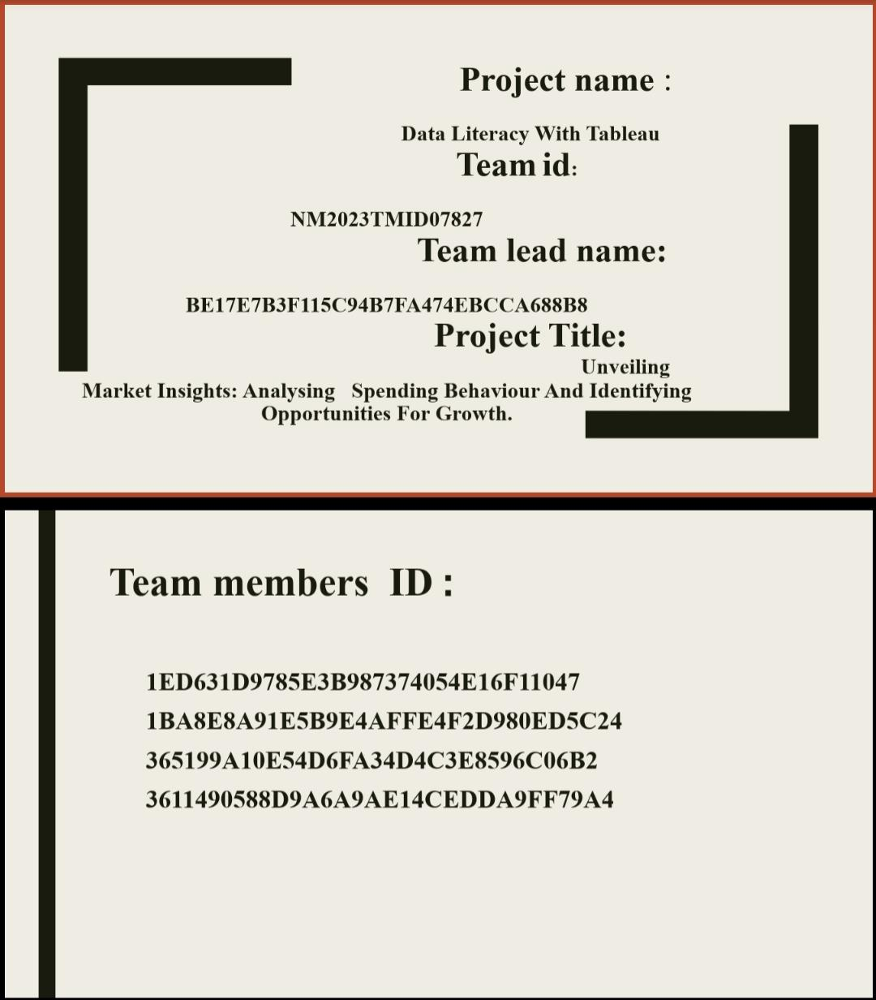 Project name :
Data Literacy With Tableau
Team id:
NM2023TMID07827
Team lead name:
BE17E7B3F115C94B7FA474EBCCA688B8
Project Title:
Unveiling
Market Insights: Analysing Spending Behaviour And Identifying
Opportunities For Growth.
Team members ID :
1ED631D9785E3B987374054E16F11047
1BA8E8A91E5B9E4AFFE4F2D980ED5C24
365199A10E54D6FA34D4C3E8596C06B2
3611490588D9A6A9AE14CEDDA9FF79A4